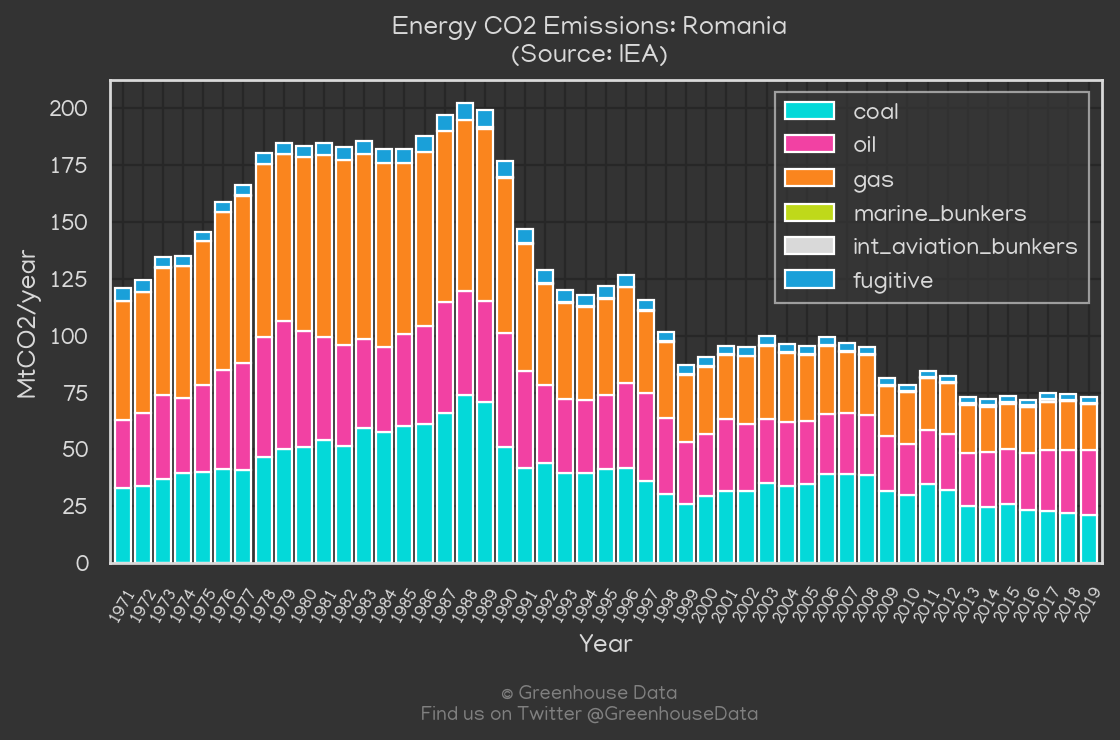 Energy CO2 Emissions: Romania
(Source: IEA)
MtCO2/year
200
175
150
125
100
75
50
25
0
coal
oil
gas
marine_bunkers
int_aviation_bunkers
fugitive
1971 1972 1973 1974 1975 1976 1977 1978 1979 1980 1981 1982 1983 1984 1985 1986 1987 1988 1989 1990 1991 1992 1993 1994 1995 1996 1997 1998 1999 2000 2001 2002 2003 2004 2005 2006 2007 2008 2009 2010 2011 2012 2013 2014 2015 2016 2017 2018 2019
Year
© Greenhouse Data
Find us on Twitter @GreenhouseData